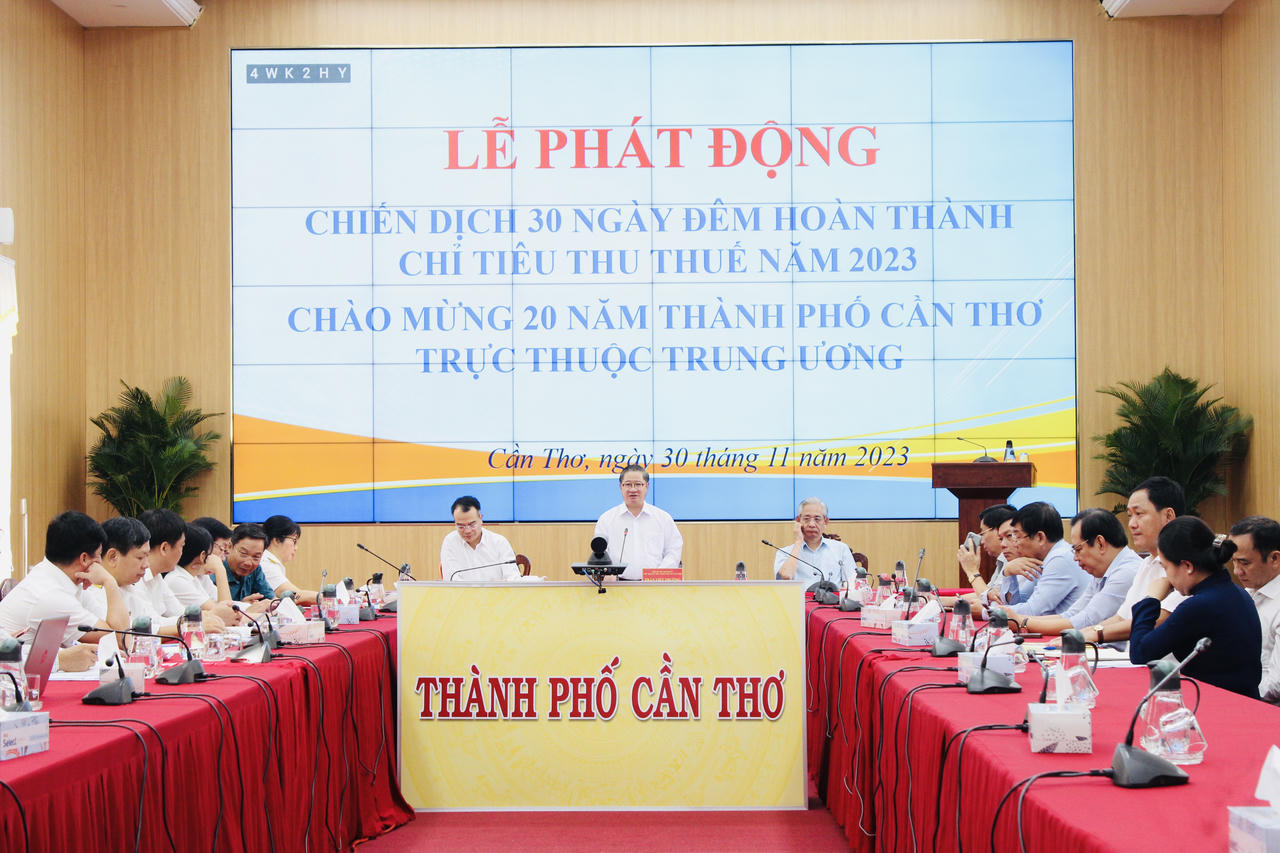 4WK2HY
LỄ PHÁT ĐỘNG
CHIẾN DỊCH 30 NGÀY ĐÊM HOÀN THÀNH
CHỈ TIÊU THU THUẾ NĂM 2023
CHÀO MỪNG 20 NĂM THÀNH PHỐ CẦN THƠ
TRỰC THUỘC TRUNG ƯƠNG
Cần Thơ, ngày 30 tháng 11 năm 2023
THÀNH PHỐ CẦN THƠ
Select